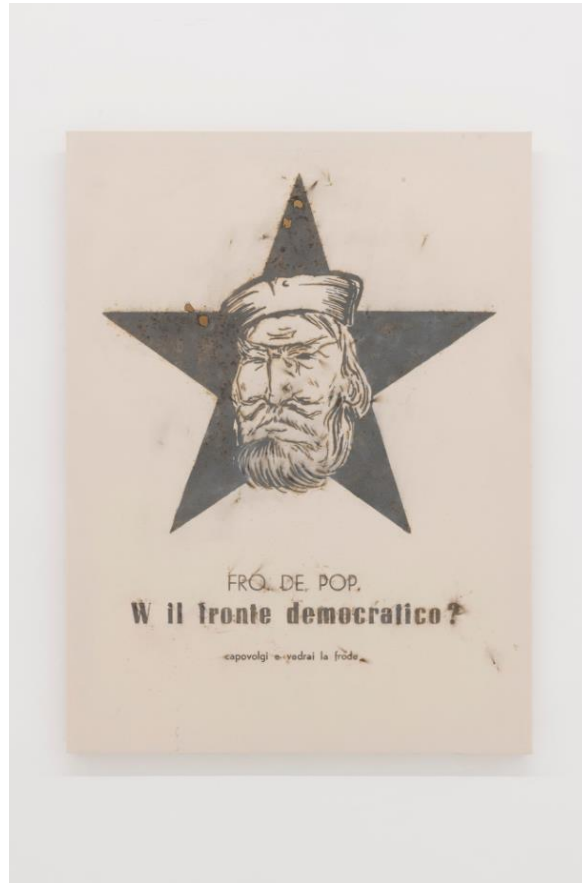 FRO. DE. POP.
W il fronte democratico?
capovolgi e vedrai la frode